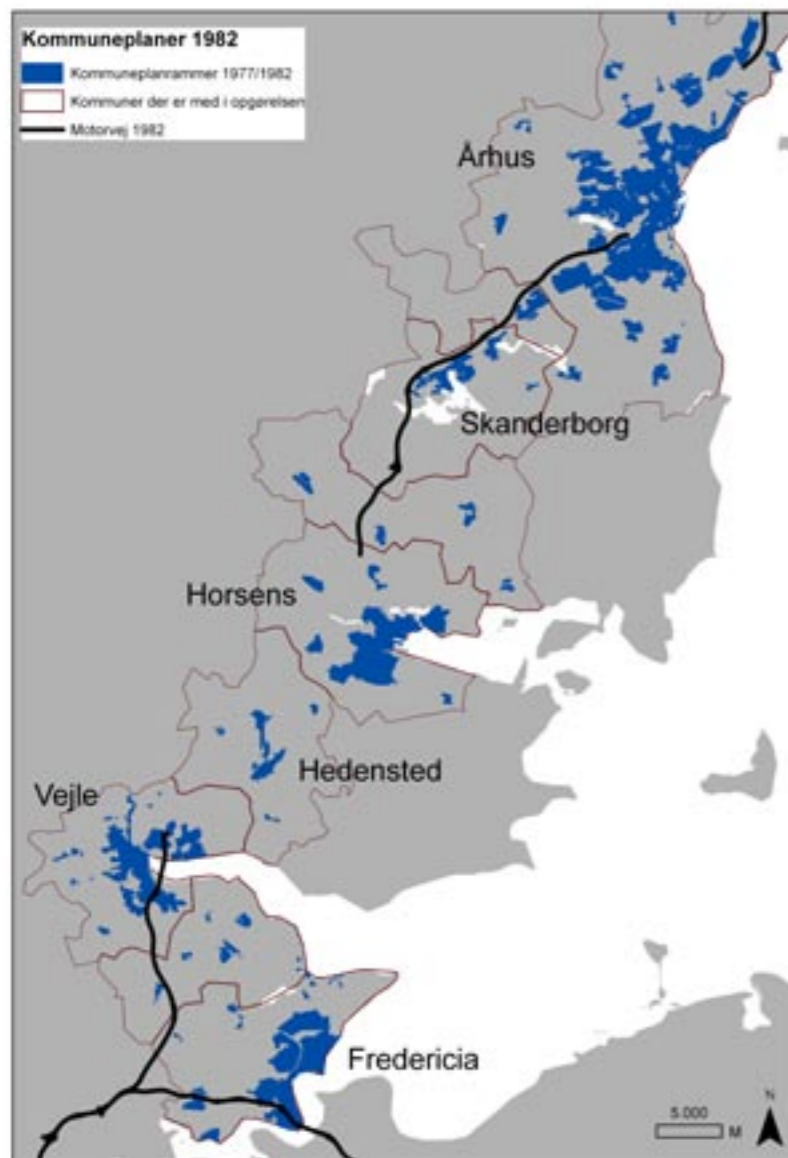 Kommuneplaner 1982
Kommuneplanrammer 1977/1982
Kommuner der er med i opgørelsen
Motorvej 1982
Århus
Skanderborg
Horsens
Hedensted
Vejle
Fredericia
N
5.000
M